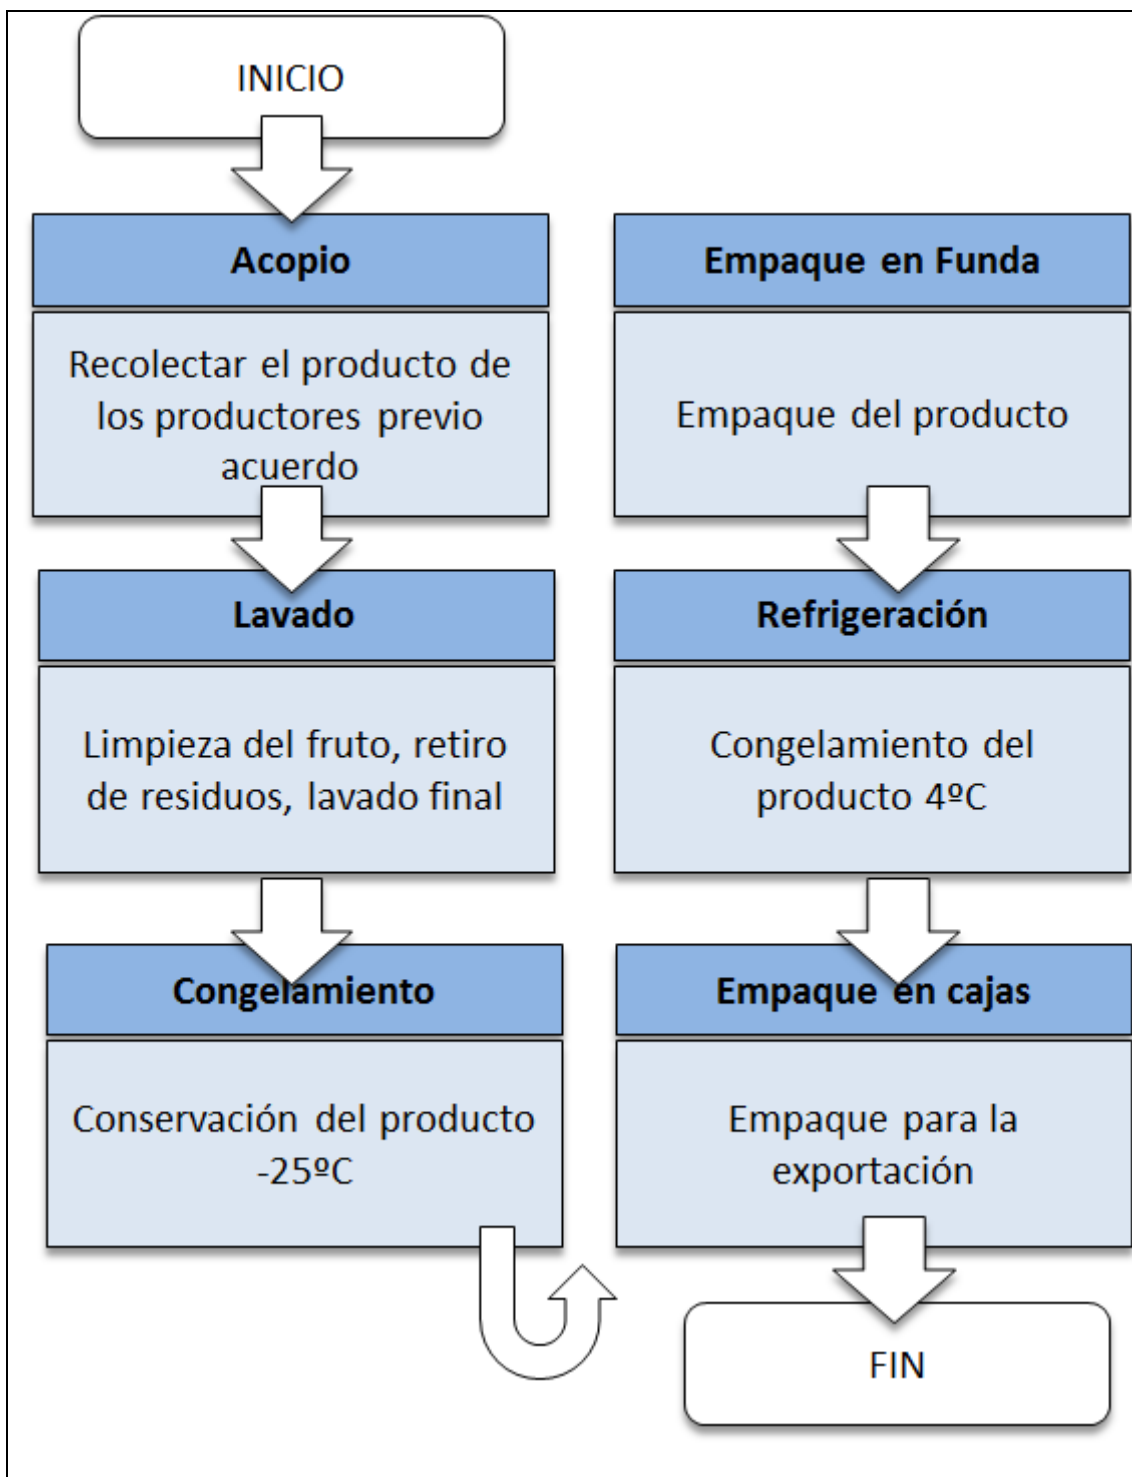 INICIO
Acopio
Recolectar el producto de
los productores previo
acuerdo
Lavado
Limpieza del fruto, retiro
de residuos, lavado final
Congelamiento
Conservación del producto
-25ºC
Empaque en Funda
Empaque del producto
Refrigeración
Congelamiento del
producto 4ºC
Empaque en cajas
Empaque para la
exportación
FIN